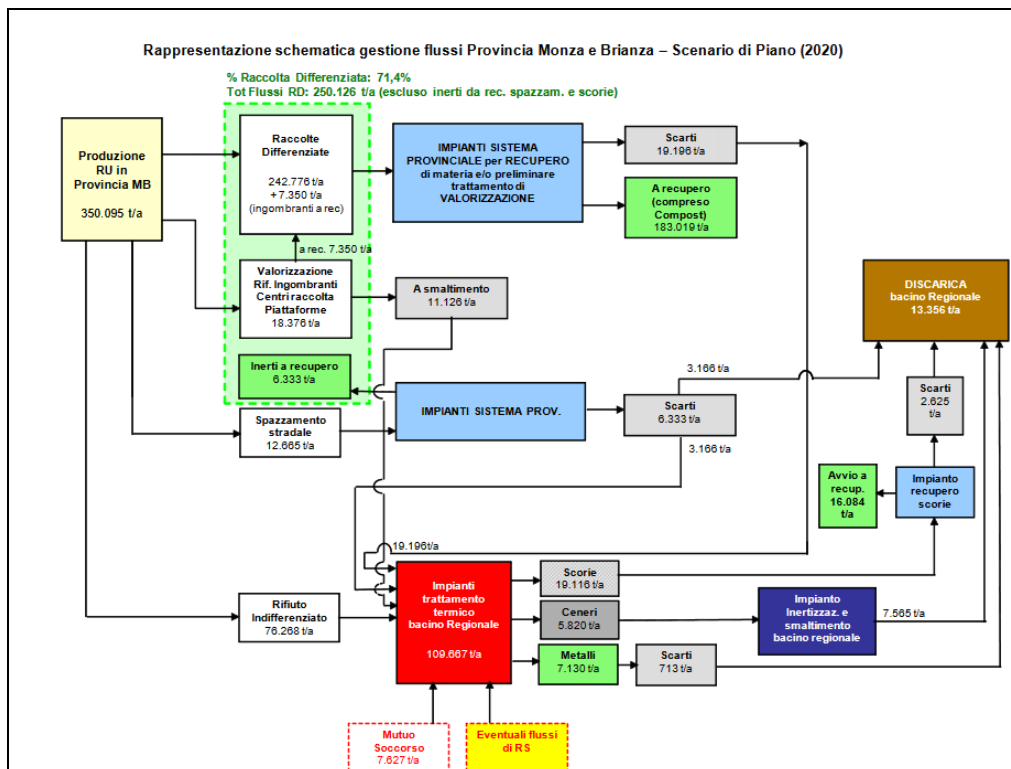 Rappresentazione schematica gestione flussi Provincia Monza e Brianza – Scenario di Piano (2020)
% Raccolta Differenziata: 71,4%
Tot Flussi RD: 250.126 t/a (escluso inerti da rec. spazzam. e scorie)
Produzione
RU in
Provincia MB
350.095 t/a
Raccolte
Differenziate
242.776 t/a
+ 7.350 t/a
(ingombranti a rec)
IMPIANTI SISTEMA
PROVINCIALE per RECUPERO
di materia e/o preliminare
trattamento di
VALORIZZAZIONE
Scarti
19.196 t/a
A recupero
(compreso
Compost)
183.019 t/a
a rec. 7.350 t/a
Valorizzazione
Rif. Ingombranti
Centri raccolta
Piattaforme
18.376 t/a
A smaltimento
11.126 t/a
DISCARICA
bacino Regionale
13.356 t/a
Inerti a recupero
6.333 t/a
IMPIANTI SISTEMA PROV.
3.166 t/a
Scarti
6.333 t/a
3.166 t/a
Scarti
2.625
t/a
Spazzamento
stradale
12.665 t/a
Avvio a
recup.
16.084
t/a
Impianto
recupero
scorie
19.196t/a
Impianti
trattamento
termico
bacino Regionale
109.667 t/a
Scorie
19.116 t/a
Ceneri
5.820 t/a
Metalli
7.130 t/a
Scarti
713 t/a
Impianto
Inertizzaz. e
smaltimento
bacino regionale
7.565 t/a
Rifiuto
Indifferenziato
76.268 t/a
Mutuo
Soccorso
7.627 t/a
Eventuali flussi
di RS